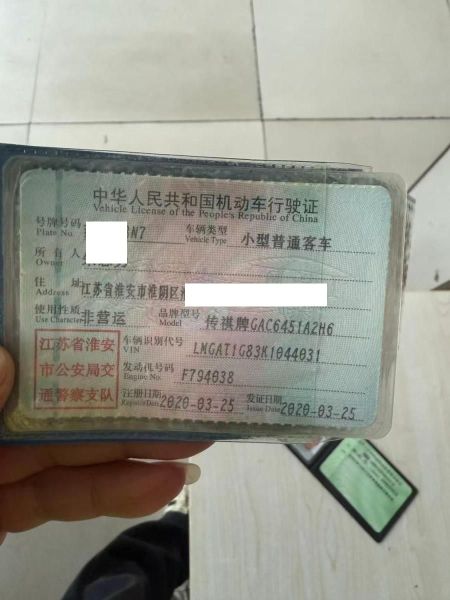 中华人民共和国机动车行驶证
Vehicle License of the People's Republic of China
号牌号码 N7 车辆类型 小型普通客车
Plate No. Vehicle Type
所有人
Owner
住址 江苏省淮安市淮阴区
Address
使用性质 非营运 品牌型号 传祺牌GAC6451A2H6
Use Character Model
江苏省淮安 车辆识别代号 LMGAT1G83K1044031
市公安局交 VIN
通警察支队 发动机号码 F794038
Engine No.
注册日期 2020-03-25 发证日期 2020-03-25
Register Date Issue Date